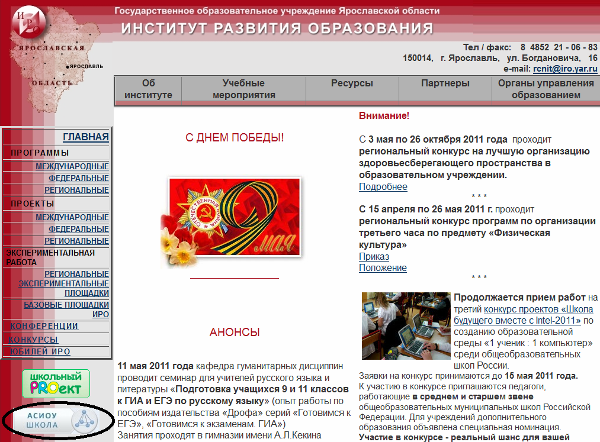 Государственное образовательное учреждение Ярославской области
ИНСТИТУТ РАЗВИТИЯ ОБРАЗОВАНИЯ
ЯРОСЛАВСКАЯ
ЯРОСЛАВЛЬ
ОБЛАСТЬ
Тел / факс: 8 4852 21 - 06 - 83
150014, г. Ярославль, ул. Богдановича, 16
e-mail: rcnit@iro.yar.ru
Об институте
Учебные мероприятия
Ресурсы
Партнеры
Органы управления образованием
ГЛАВНАЯ
ПРОГРАММЫ
МЕЖДУНАРОДНЫЕ
ФЕДЕРАЛЬНЫЕ
РЕГИОНАЛЬНЫЕ
ПРОЕКТЫ
МЕЖДУНАРОДНЫЕ
ФЕДЕРАЛЬНЫЕ
РЕГИОНАЛЬНЫЕ
ЭКСПЕРИМЕНТАЛЬНАЯ
РАБОТА
РЕГИОНАЛЬНЫЕ
ЭКСПЕРИМЕНТАЛЬНЫЕ
ПЛОЩАДКИ
БАЗОВЫЕ ПЛОЩАДКИ
ИРО
КОНФЕРЕНЦИИ
КОНКУРСЫ
ЮБИЛЕИ ИРО
школьный
PROект
АСИОУ
ШКОЛА
С ДНЕМ ПОБЕДЫ!
9 мая
АНОНСЫ
11 мая 2011 года кафедра гуманитарных дисциплин
проводит семинар для учителей русского языка и
литературы «Подготовка учащихся 9 и 11 классов
к ГИА и ЕГЭ по русскому языку» (опыт работы по
пособиям издательства «Дрофа» серий «Готовимся к
ЕГЭ», «Готовимся к экзаменам. ГИА»)
Занятия проходят в гимназии имени А.Л.Кекина
Внимание!
С 3 мая по 26 октября 2011 года проходит
региональный конкурс на лучшую организацию
здоровьесберегающего пространства в
образовательном учреждении.
Подробнее
* * *
С 15 апреля по 26 мая 2011 г. проходит
региональный конкурс программ по организации
третьего часа по предмету «Физическая
культура»
Приказ
Положение
* * *
Продолжается прием работ на
третий конкурс проектов «Школа
будущего вместе с Intel-2011» по
созданию образовательной
среды «1 ученик : 1 компьютер»
среди общеобразовательных
школ России.
Заявки на конкурс принимаются до 15 мая 2011 года.
К участию в конкурсе приглашаются педагоги,
работающие в среднем и старшем звене
общеобразовательных муниципальных школ Российской
Федерации. Для учреждений дополнительного
образования объявлена специальная номинация.
Участие в конкурсе - реальный шанс для вашей